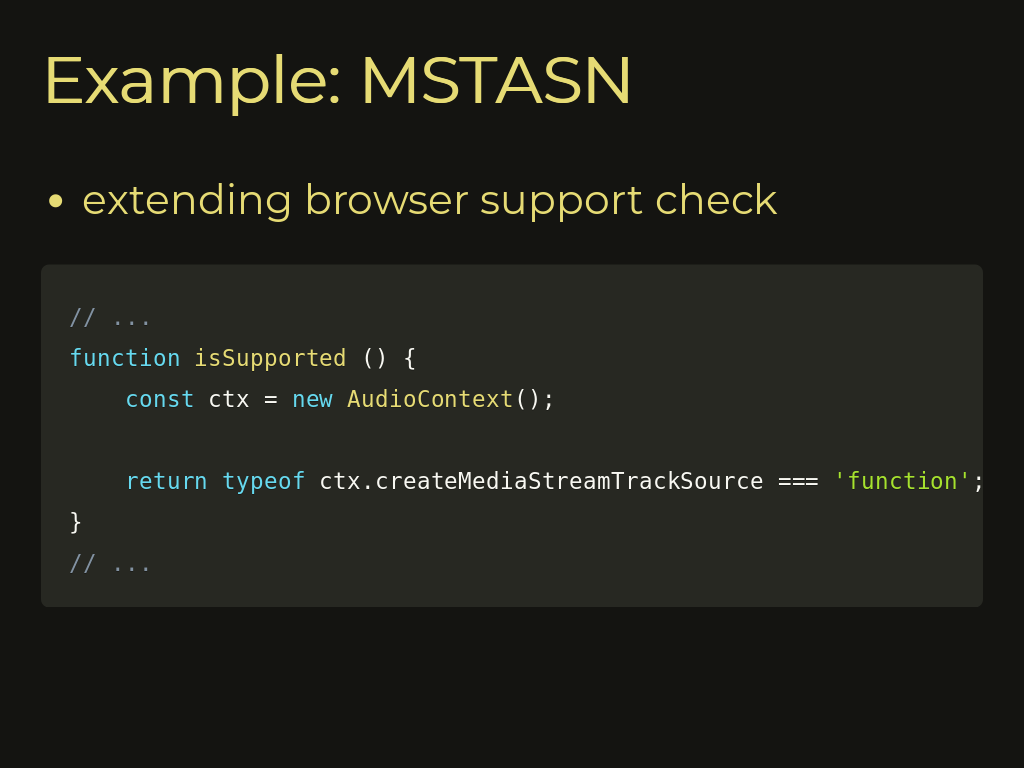 Example: MSTASN
• extending browser support check
// ...
function isSupported () {
    const ctx = new AudioContext();

    return typeof ctx.createMediaStreamTrackSource === 'function';
}
// ...